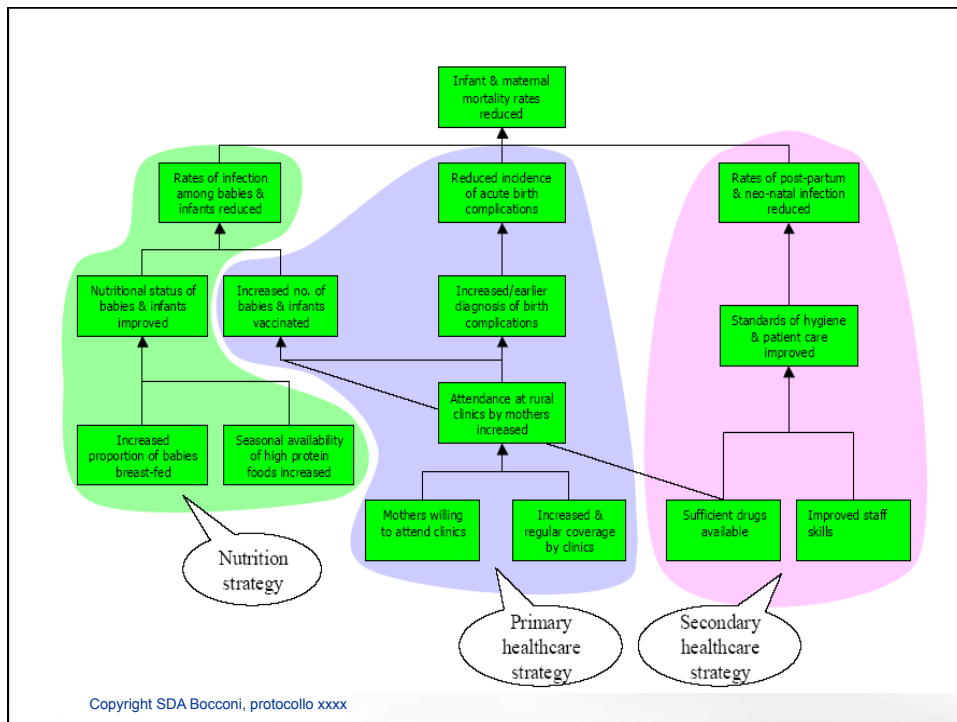 Infant & maternal
mortality rates
reduced
Rates of infection
among babies &
infants reduced
Reduced incidence
of acute birth
complications
Rates of post-partum
& neo-natal infection
reduced
Nutritional status of
babies & infants
improved
Increased no. of
babies & infants
vaccinated
Increased/earlier
diagnosis of birth
complications
Standards of hygiene
& patient care
improved
Attendance at rural
clinics by mothers
increased
Increased
proportion of babies
breast-fed
Seasonal availability
of high protein
foods increased
Mothers willing
to attend clinics
Increased &
regular coverage
by clinics
Sufficient drugs
available
Improved staff
skills
Nutrition
strategy
Primary
healthcare
strategy
Secondary
healthcare
strategy
Copyright SDA Bocconi, protocollo xxxx